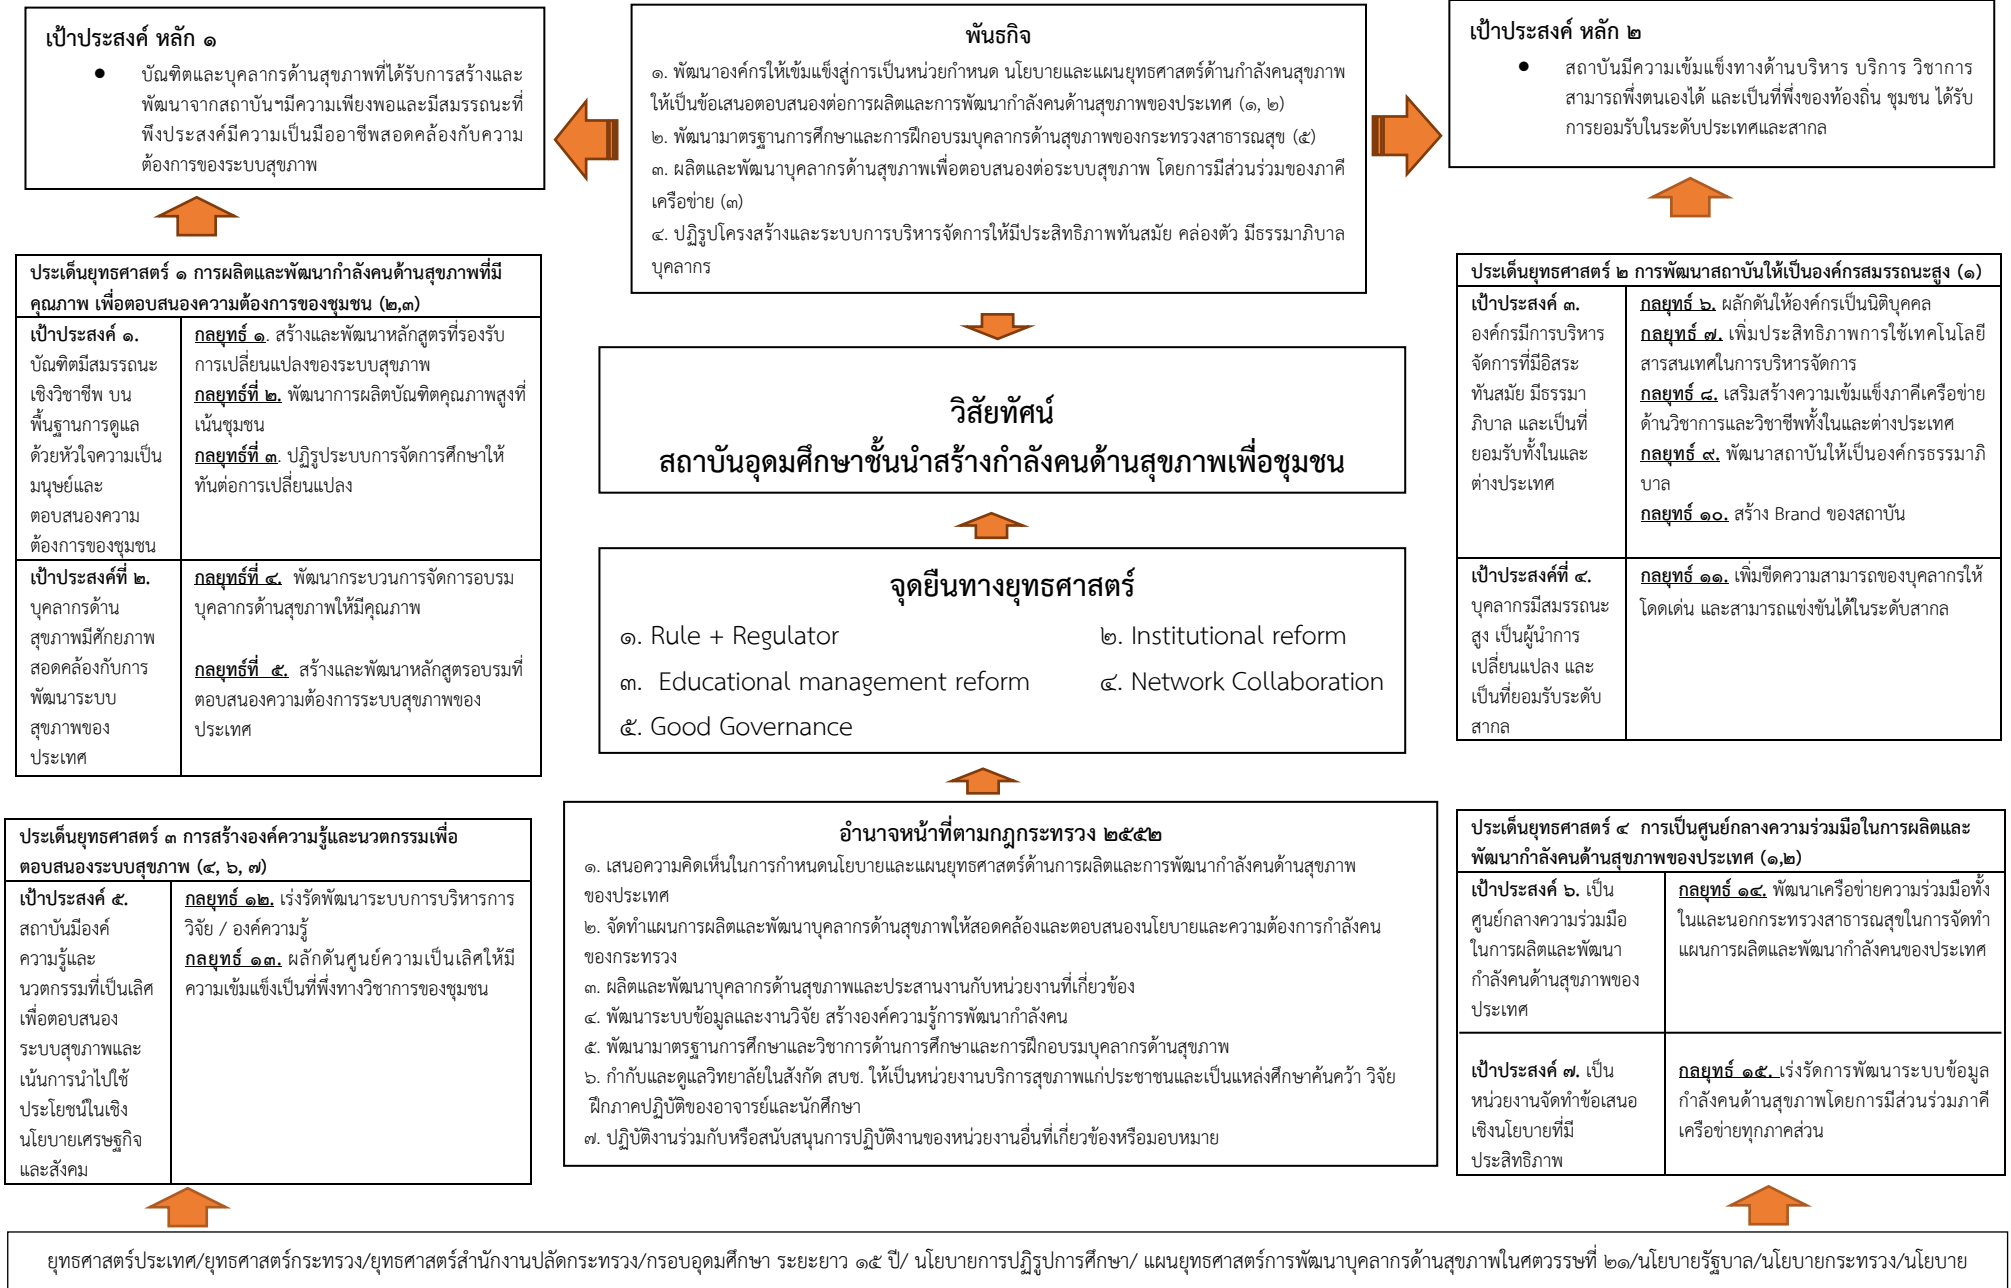 เป้าประสงค์ หลัก ๑
● บัณฑิตและบุคลากรด้านสุขภาพที่ได้รับการสร้างและ
พัฒนาจากสถาบันฯมีความเพียงพอและมีสมรรถนะที่
พึงประสงค์มีความเป็นมืออาชีพสอดคล้องกับความ
ต้องการของระบบสุขภาพ
พันธกิจ
๑. พัฒนาองค์กรให้เข้มแข็งสู่การเป็นหน่วยกำหนด นโยบายและแผนยุทธศาสตร์ด้านกำลังคนสุขภาพ
ให้เป็นข้อเสนอตอบสนองต่อการผลิตและการพัฒนากำลังคนด้านสุขภาพของประเทศ (๑, ๒)
๒. พัฒนามาตรฐานการศึกษาและการฝึกอบรมบุคลากรด้านสุขภาพของกระทรวงสาธารณสุข (๕)
๓. ผลิตและพัฒนาบุคลากรด้านสุขภาพเพื่อตอบสนองต่อระบบสุขภาพ โดยการมีส่วนร่วมของภาคี
เครือข่าย (๓)
๔. ปฏิรูปโครงสร้างและระบบการบริหารจัดการให้มีประสิทธิภาพทันสมัย คล่องตัว มีธรรมาภิบาล
บุคลากร
เป้าประสงค์ หลัก ๒
● สถาบันมีความเข้มแข็งทางด้านบริหาร บริการ วิชาการ
สามารถพึ่งตนเองได้ และเป็นที่พึ่งของท้องถิ่น ชุมชน ได้รับ
การยอมรับในระดับประเทศและสากล
ประเด็นยุทธศาสตร์ ๑ การผลิตและพัฒนากำลังคนด้านสุขภาพที่มี
คุณภาพ เพื่อตอบสนองความต้องการของชุมชน (๒,๓)
เป้าประสงค์ ๑.
บัณฑิตมีสมรรถนะ
เชิงวิชาชีพ บน
พื้นฐานการดูแล
ด้วยหัวใจความเป็น
มนุษย์และ
ตอบสนองความ
ต้องการของชุมชน
กลยุทธ์ ๑. สร้างและพัฒนาหลักสูตรที่รองรับ
การเปลี่ยนแปลงของระบบสุขภาพ
กลยุทธ์ที่ ๒. พัฒนาการผลิตบัณฑิตคุณภาพสูงที่
เน้นชุมชน
กลยุทธ์ที่ ๓. ปฏิรูประบบการจัดการศึกษาให้
ทันต่อการเปลี่ยนแปลง
เป้าประสงค์ที่ ๒.
บุคลากรด้าน
สุขภาพมีศักยภาพ
สอดคล้องกับการ
พัฒนาระบบ
สุขภาพของ
ประเทศ
กลยุทธ์ที่ ๔. พัฒนากระบวนการจัดการอบรม
บุคลากรด้านสุขภาพให้มีคุณภาพ
กลยุทธ์ที่ ๕. สร้างและพัฒนาหลักสูตรอบรมที่
ตอบสนองความต้องการระบบสุขภาพของ
ประเทศ
วิสัยทัศน์
สถาบันอุดมศึกษาชั้นนำสร้างกำลังคนด้านสุขภาพเพื่อชุมชน
จุดยืนทางยุทธศาสตร์
๑. Rule + Regulator ๒. Institutional reform
๓. Educational management reform ๔. Network Collaboration
๕. Good Governance
ประเด็นยุทธศาสตร์ ๒ การพัฒนาสถาบันให้เป็นองค์กรสมรรถนะสูง (๑)
เป้าประสงค์ ๓.
องค์กรมีการบริหาร
จัดการที่มีอิสระ
ทันสมัย มีธรรมา
ภิบาล และเป็นที่
ยอมรับทั้งในและ
ต่างประเทศ
กลยุทธ์ ๖. ผลักดันให้องค์กรเป็นนิติบุคคล
กลยุทธ์ ๗. เพิ่มประสิทธิภาพการใช้เทคโนโลยี
สารสนเทศในการบริหารจัดการ
กลยุทธ์ ๘. เสริมสร้างความเข้มแข็งภาคีเครือข่าย
ด้านวิชาการและวิชาชีพทั้งในและต่างประเทศ
กลยุทธ์ ๙. พัฒนาสถาบันให้เป็นองค์กรธรรมาภิ
บาล
กลยุทธ์ ๑๐. สร้าง Brand ของสถาบัน
เป้าประสงค์ที่ ๔.
บุคลากรมีสมรรถนะ
สูง เป็นผู้นำการ
เปลี่ยนแปลง และ
เป็นที่ยอมรับระดับ
สากล
กลยุทธ์ ๑๑. เพิ่มขีดความสามารถของบุคลากรให้
โดดเด่น และสามารถแข่งขันได้ในระดับสากล
ประเด็นยุทธศาสตร์ ๓ การสร้างองค์ความรู้และนวตกรรมเพื่อ
ตอบสนองระบบสุขภาพ (๔, ๖, ๗)
เป้าประสงค์ ๕.
สถาบันมีองค์
ความรู้และ
นวตกรรมที่เป็นเลิศ
เพื่อตอบสนอง
ระบบสุขภาพและ
เน้นการนำไปใช้
ประโยชน์ในเชิง
นโยบายเศรษฐกิจ
และสังคม
กลยุทธ์ ๑๒. เร่งรัดพัฒนาระบบการบริหารการ
วิจัย / องค์ความรู้
กลยุทธ์ ๑๓. ผลักดันศูนย์ความเป็นเลิศให้มี
ความเข้มแข็งเป็นที่พึ่งทางวิชาการของชุมชน
อำนาจหน้าที่ตามกฎกระทรวง ๒๕๕๒
๑. เสนอความคิดเห็นในการกำหนดนโยบายและแผนยุทธศาสตร์ด้านการผลิตและการพัฒนากำลังคนด้านสุขภาพ
ของประเทศ
๒. จัดทำแผนการผลิตและพัฒนาบุคลากรด้านสุขภาพให้สอดคล้องและตอบสนองนโยบายและความต้องการกำลังคน
ของกระทรวง
๓. ผลิตและพัฒนาบุคลากรด้านสุขภาพและประสานงานกับหน่วยงานที่เกี่ยวข้อง
๔. พัฒนาระบบข้อมูลและงานวิจัย สร้างองค์ความรู้การพัฒนากำลังคน
๕. พัฒนามาตรฐานการศึกษาและวิชาการด้านการศึกษาและการฝึกอบรมบุคลากรด้านสุขภาพ
๖. กำกับและดูแลวิทยาลัยในสังกัด สบช. ให้เป็นหน่วยงานบริการสุขภาพแก่ประชาชนและเป็นแหล่งศึกษาค้นคว้า วิจัย
ฝึกภาคปฏิบัติของอาจารย์และนักศึกษา
๗. ปฏิบัติงานร่วมกับหรือสนับสนุนการปฏิบัติงานของหน่วยงานอื่นที่เกี่ยวข้องหรือมอบหมาย
ประเด็นยุทธศาสตร์ ๔ การเป็นศูนย์กลางความร่วมมือในการผลิตและ
พัฒนากำลังคนด้านสุขภาพของประเทศ (๑,๒)
เป้าประสงค์ ๖. เป็น
ศูนย์กลางความร่วมมือ
ในการผลิตและพัฒนา
กำลังคนด้านสุขภาพของ
ประเทศ
กลยุทธ์ ๑๔. พัฒนาเครือข่ายความร่วมมือทั้ง
ในและนอกกระทรวงสาธารณสุขในการจัดทำ
แผนการผลิตและพัฒนากำลังคนของประเทศ
เป้าประสงค์ ๗. เป็น
หน่วยงานจัดทำข้อเสนอ
เชิงนโยบายที่มี
ประสิทธิภาพ
กลยุทธ์ ๑๕. เร่งรัดการพัฒนาระบบข้อมูล
กำลังคนด้านสุขภาพโดยการมีส่วนร่วมภาคี
เครือข่ายทุกภาคส่วน
ยุทธศาสตร์ประเทศ/ยุทธศาสตร์กระทรวง/ยุทธศาสตร์สำนักงานปลัดกระทรวง/กรอบอุดมศึกษา ระยะยาว ๑๕ ปี/ นโยบายการปฏิรูปการศึกษา/ แผนยุทธศาสตร์การพัฒนาบุคลากรด้านสุขภาพในศตวรรษที่ ๒๑/นโยบายรัฐบาล/นโยบายกระทรวง/นโยบาย